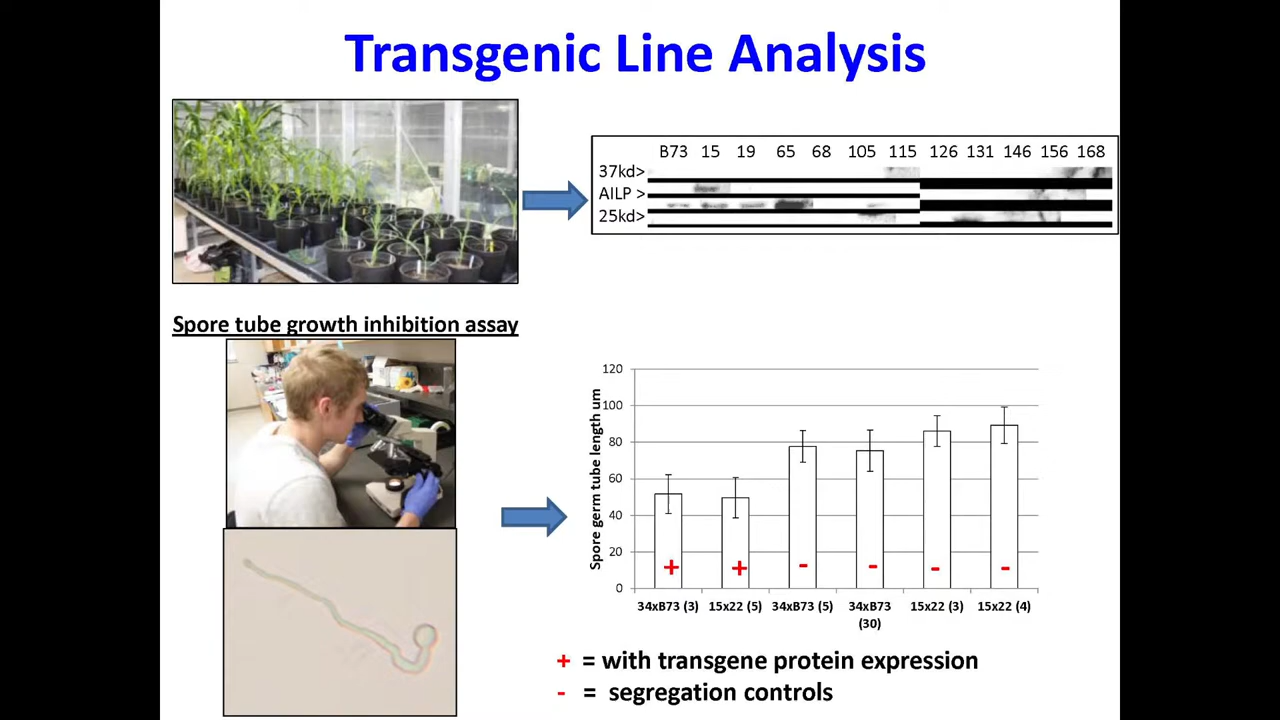 Transgenic Line Analysis
B73 15 19 65 68 105 115 126 131 146 156 168
37kd>
AILP >
25kd>
Spore tube growth inhibition assay
Spore germ tube length um
120
100
80
60
40
20
0
+ + - - - -
34xB73 (3) 15x22 (5) 34xB73 (5) 34xB73 (30) 15x22 (3) 15x22 (4)
+ = with transgene protein expression
- = segregation controls